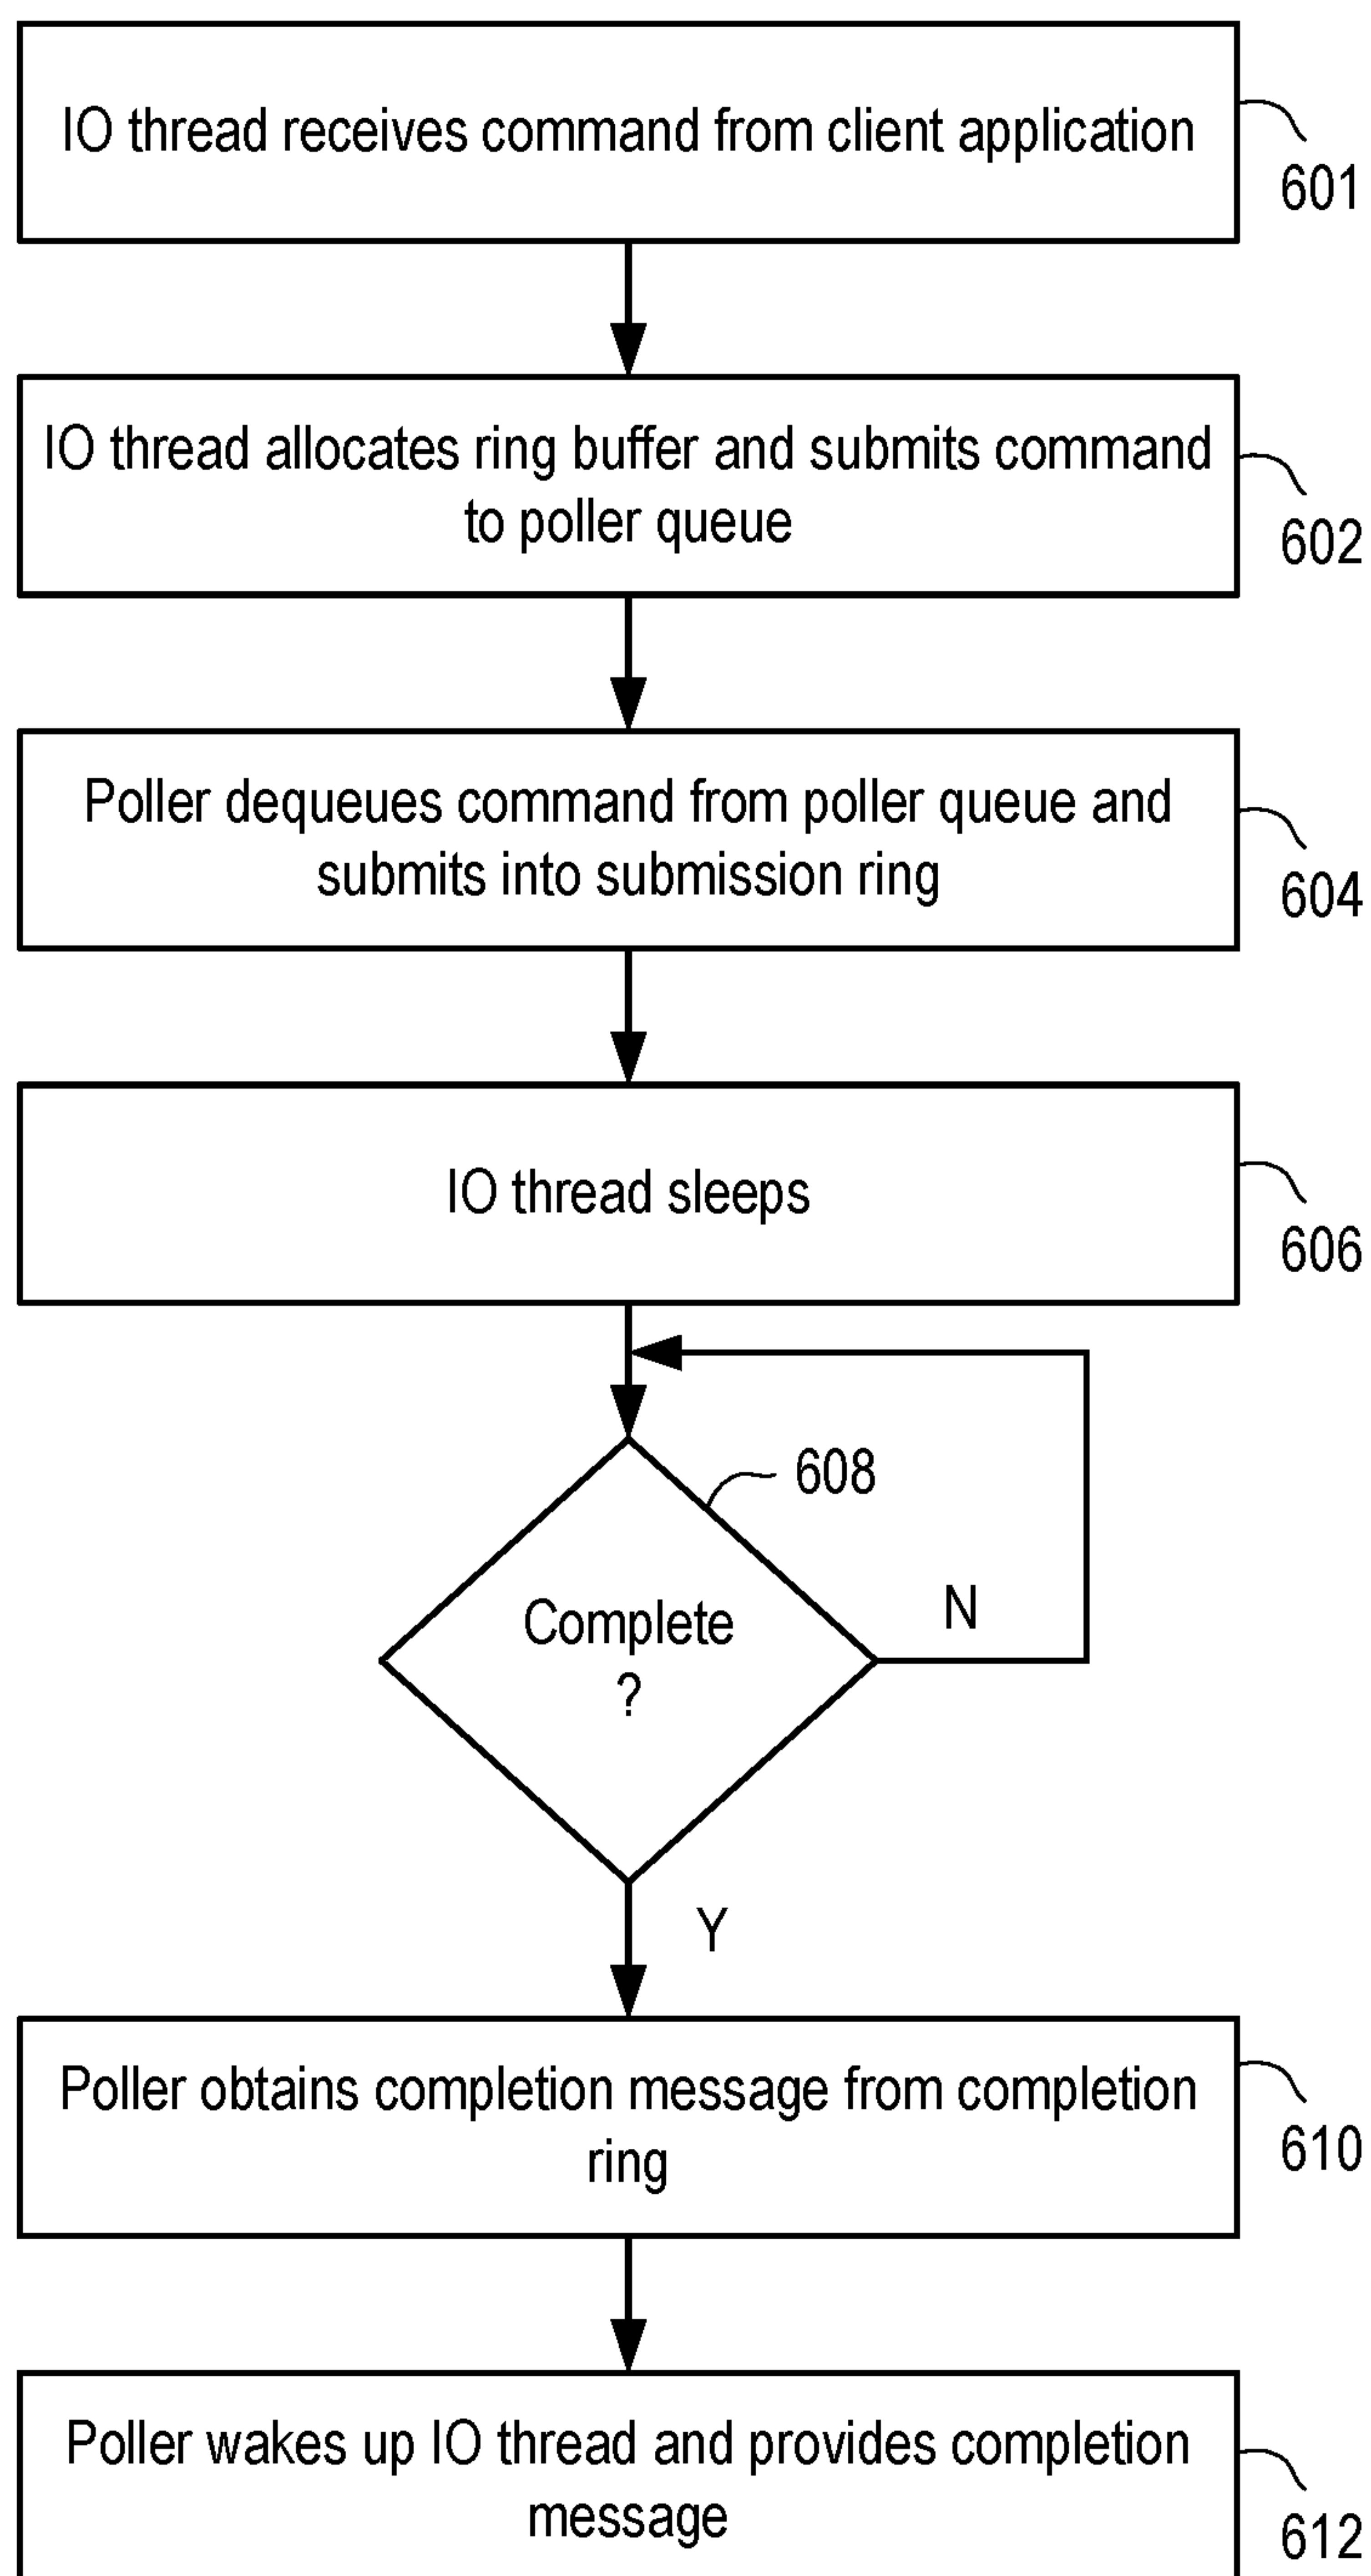 IO thread receives command from client application
601
IO thread allocates ring buffer and submits command
to poller queue
602
Poller dequeues command from poller queue and
submits into submission ring
604
IO thread sleeps
606
608
Complete
?
N
Y
Poller obtains completion message from completion
ring
610
Poller wakes up IO thread and provides completion
message
612